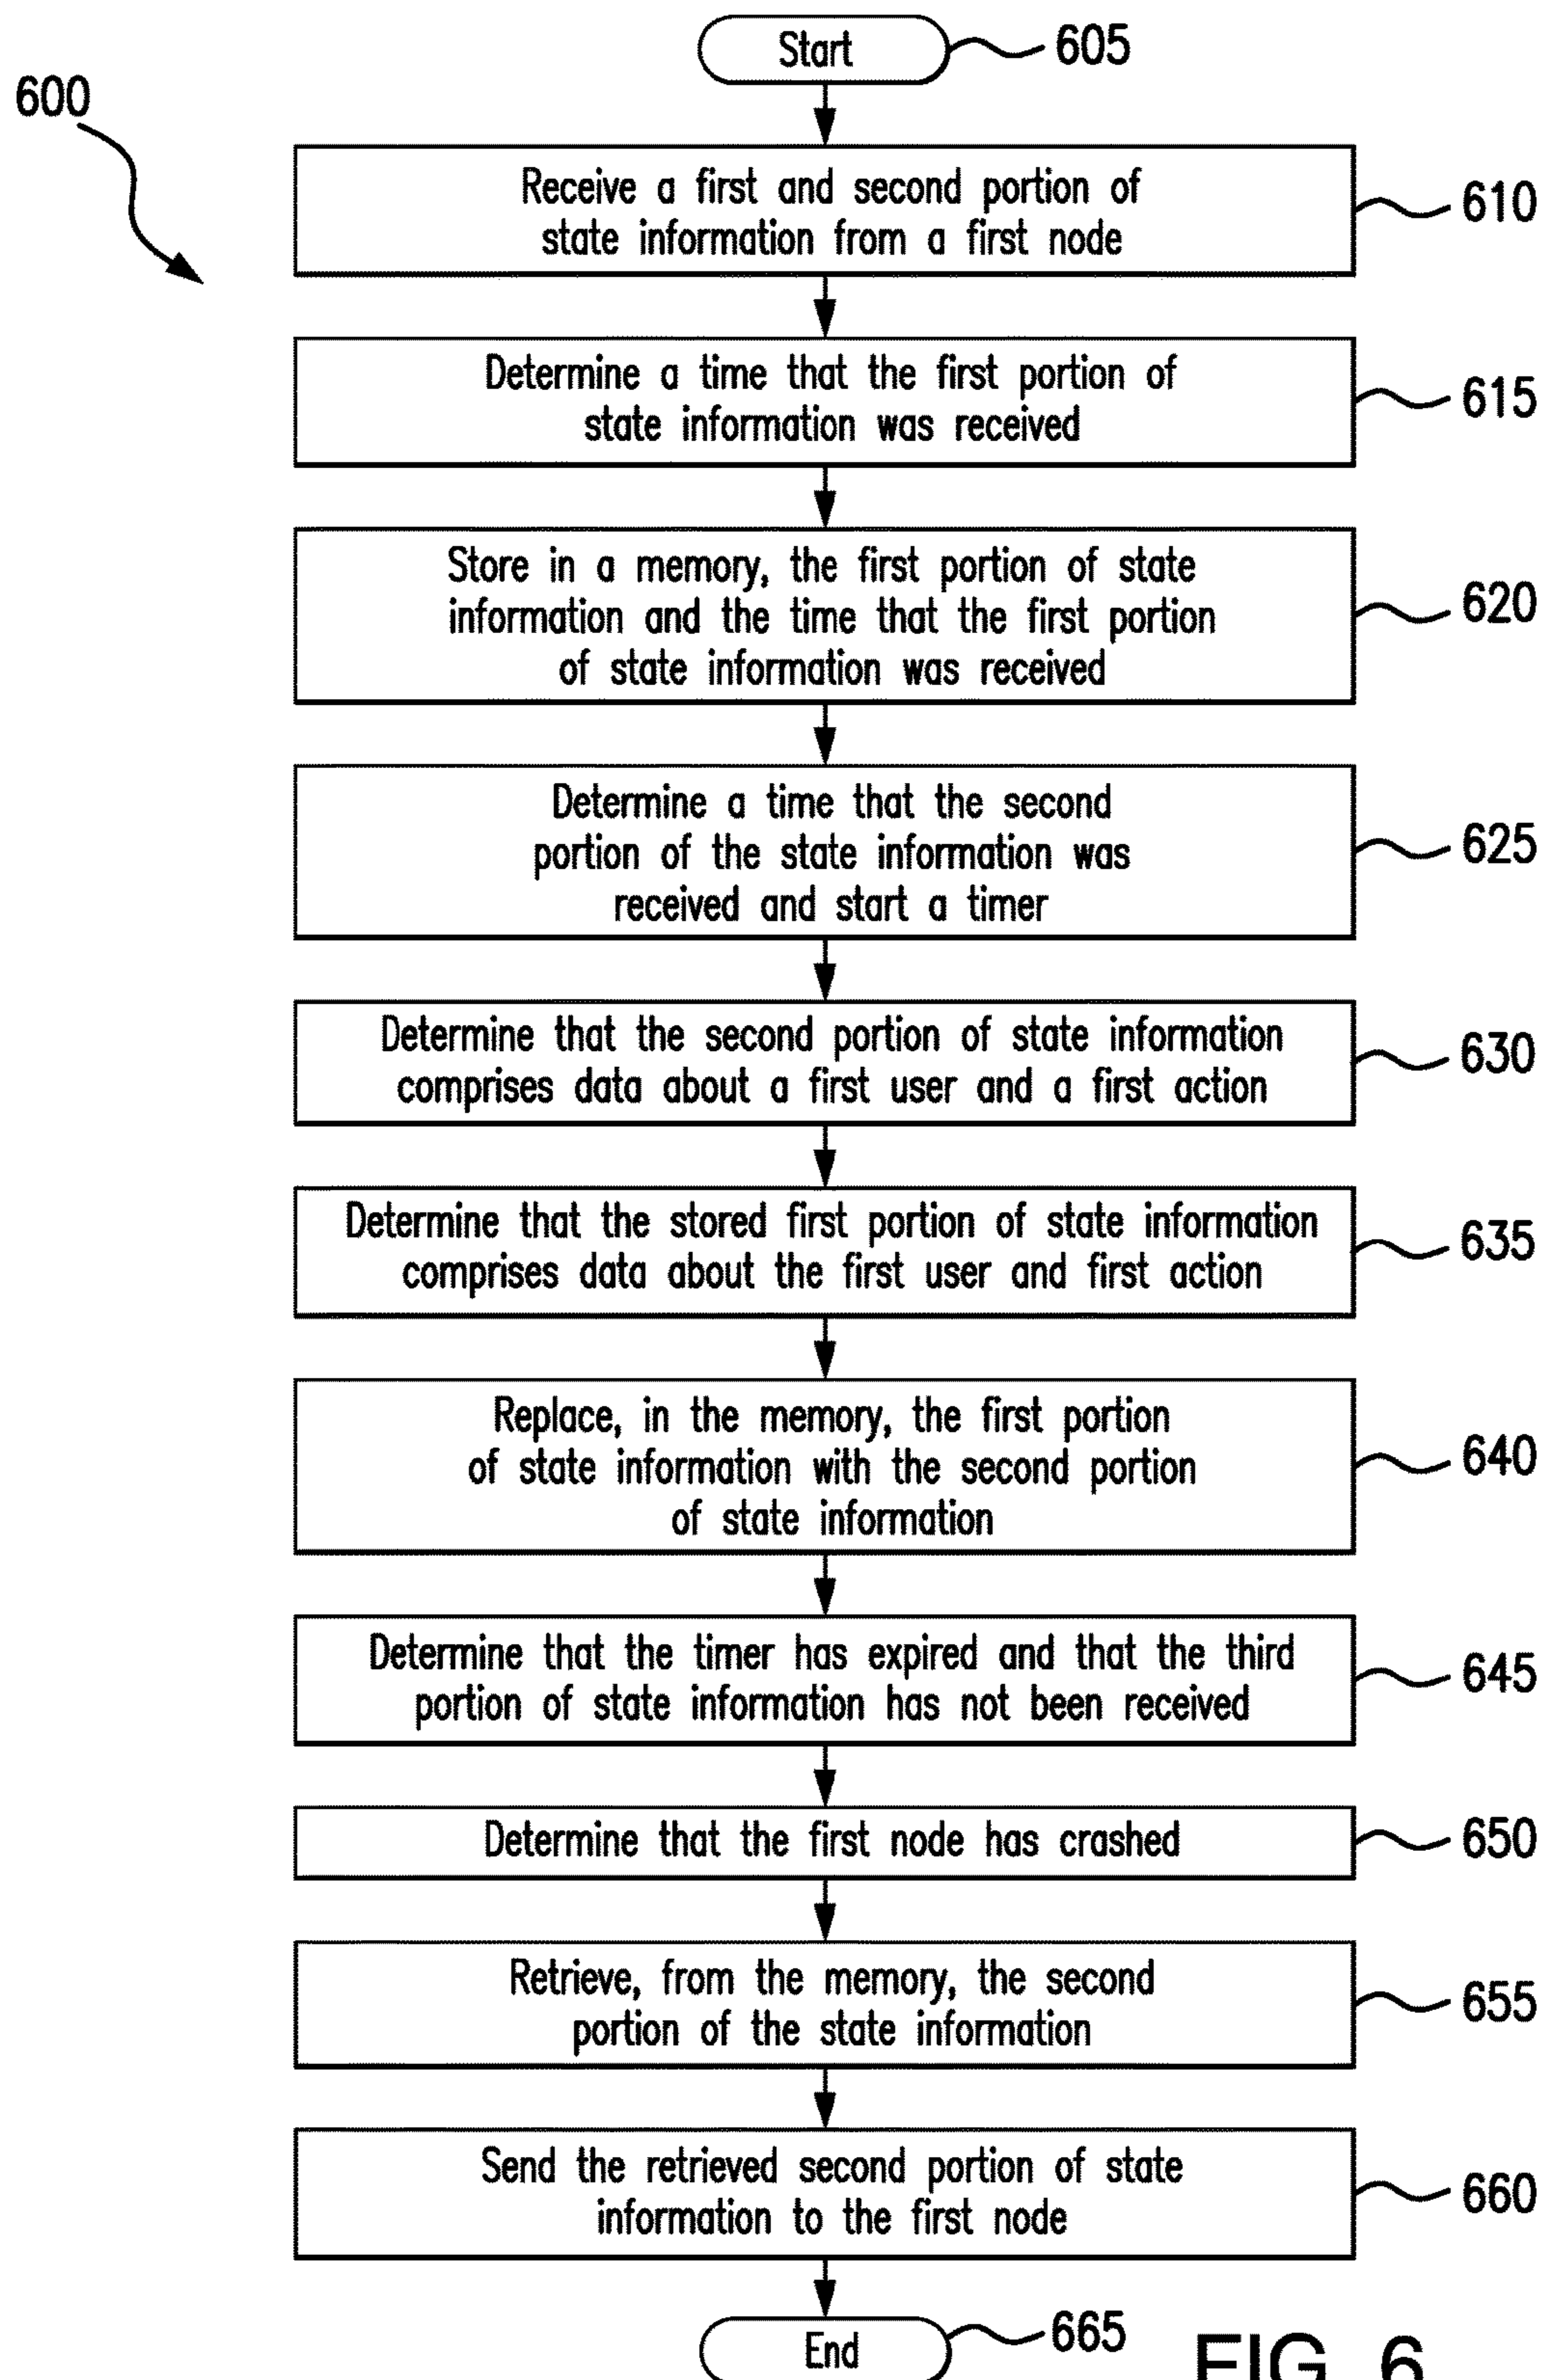 Start
605
600
Receive a first and second portion of
state information from a first node
610
Determine a time that the first portion of
state information was received
615
Store in a memory, the first portion of state
information and the time that the first portion
of state information was received
620
Determine a time that the second
portion of the state information was
received and start a timer
625
Determine that the second portion of state information
comprises data about a first user and a first action
630
Determine that the stored first portion of state information
comprises data about the first user and first action
635
Replace, in the memory, the first portion
of state information with the second portion
of state information
640
Determine that the timer has expired and that the third
portion of state information has not been received
645
Determine that the first node has crashed
650
Retrieve, from the memory, the second
portion of the state information
655
Send the retrieved second portion of state
information to the first node
660
End
665
FIG. 6